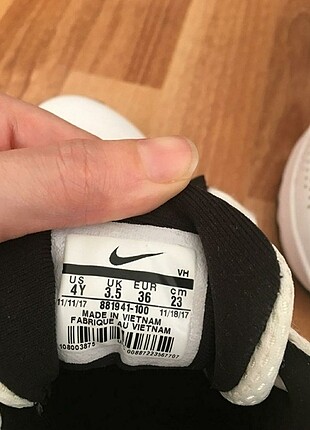 VH
US UK EUR cm
4Y 3.5 36 23
11/11/17 881941-100 11/18/17
MADE IN VIETNAM
FABRIQUE AU VIETNAM